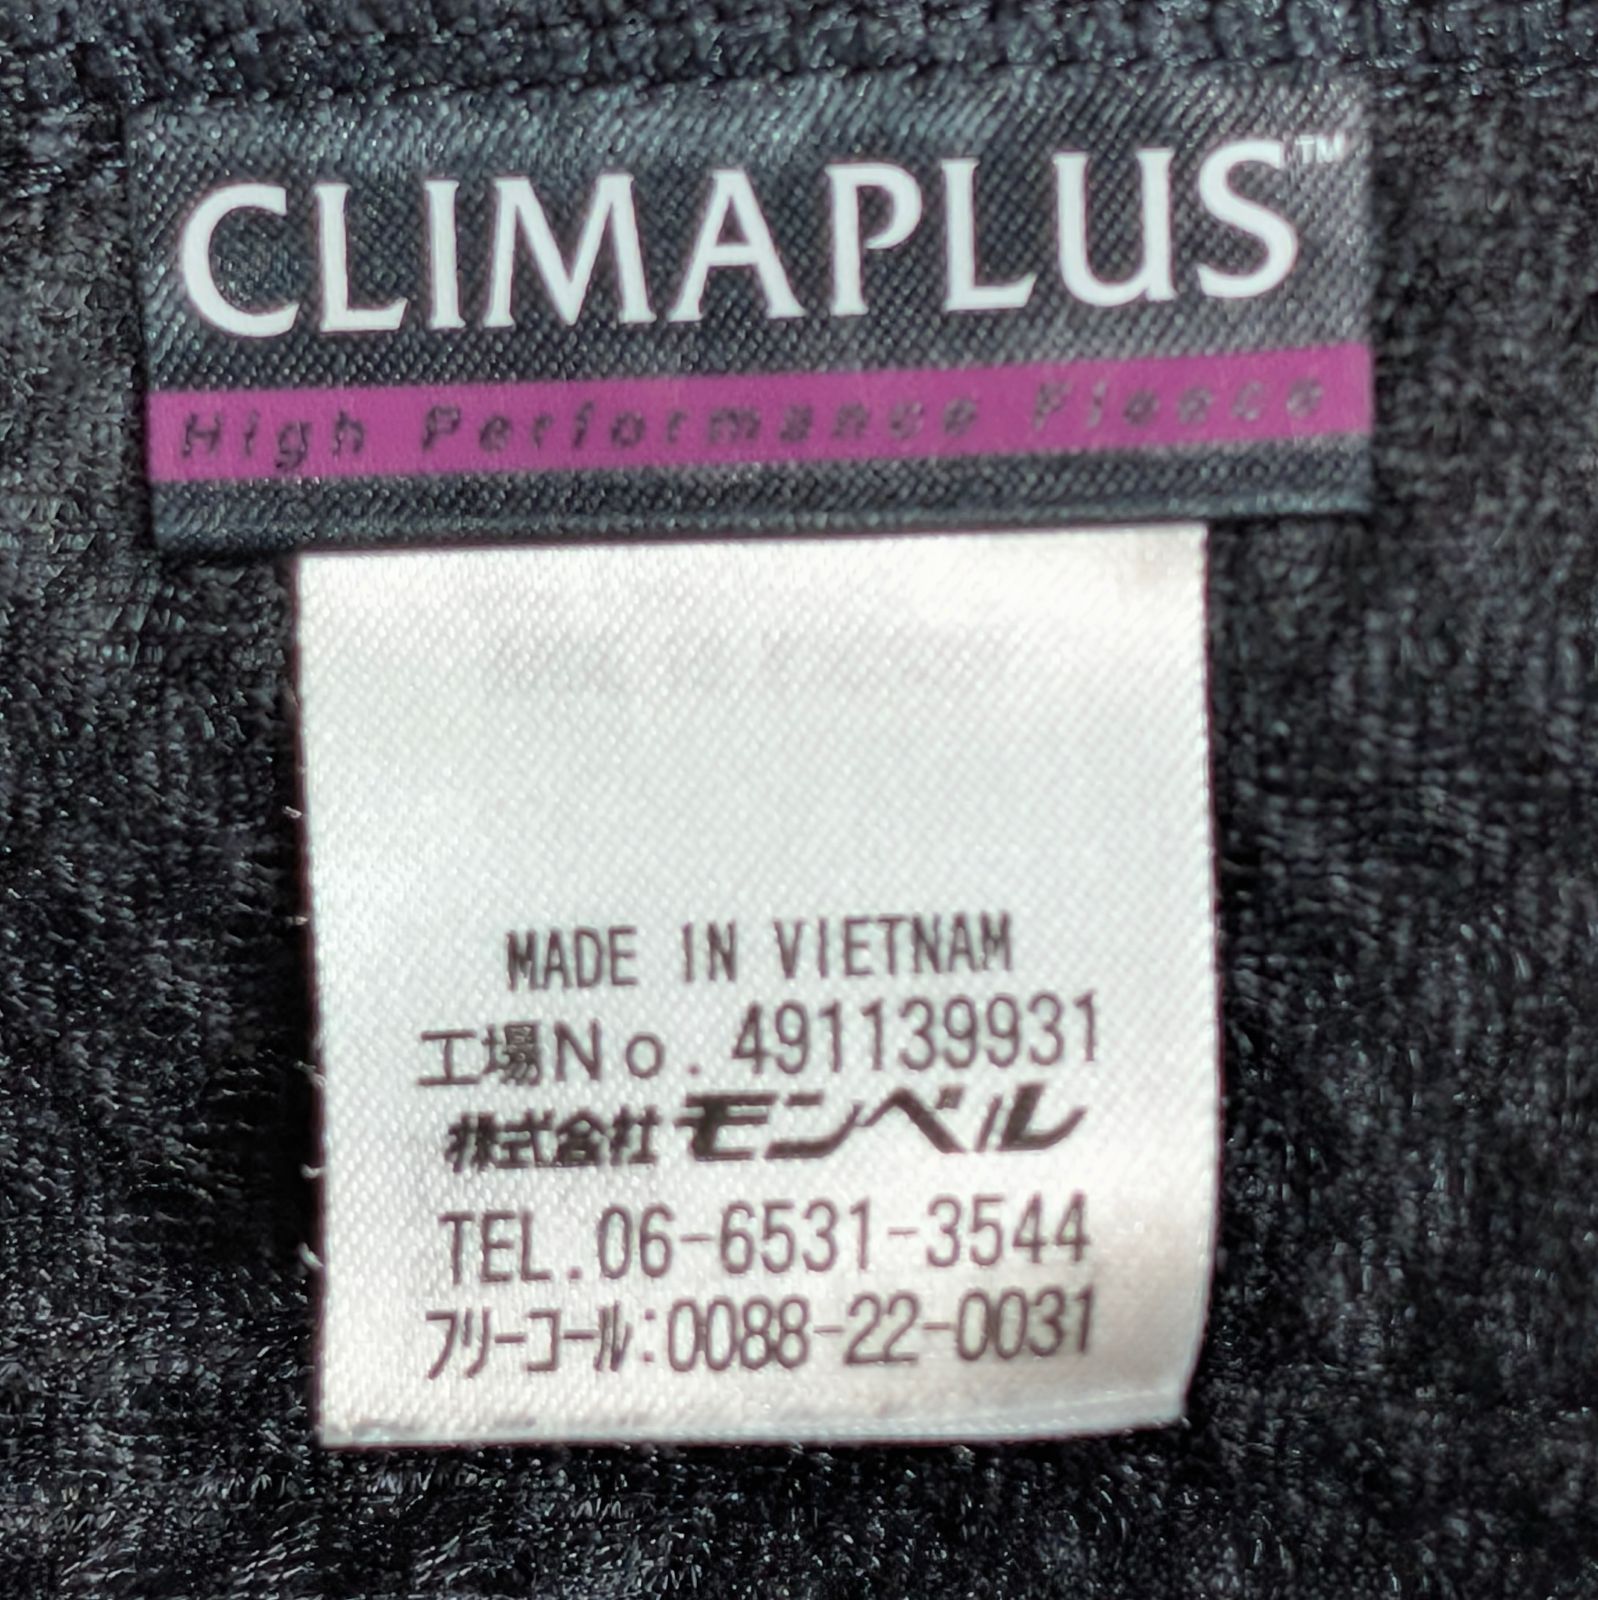 CLIMAPLUS™
High Performance Fleece
MADE IN VIETNAM
工場No.491139931
株式会社モンベル
TEL.06-6531-3544
フリーコール:0088-22-0031